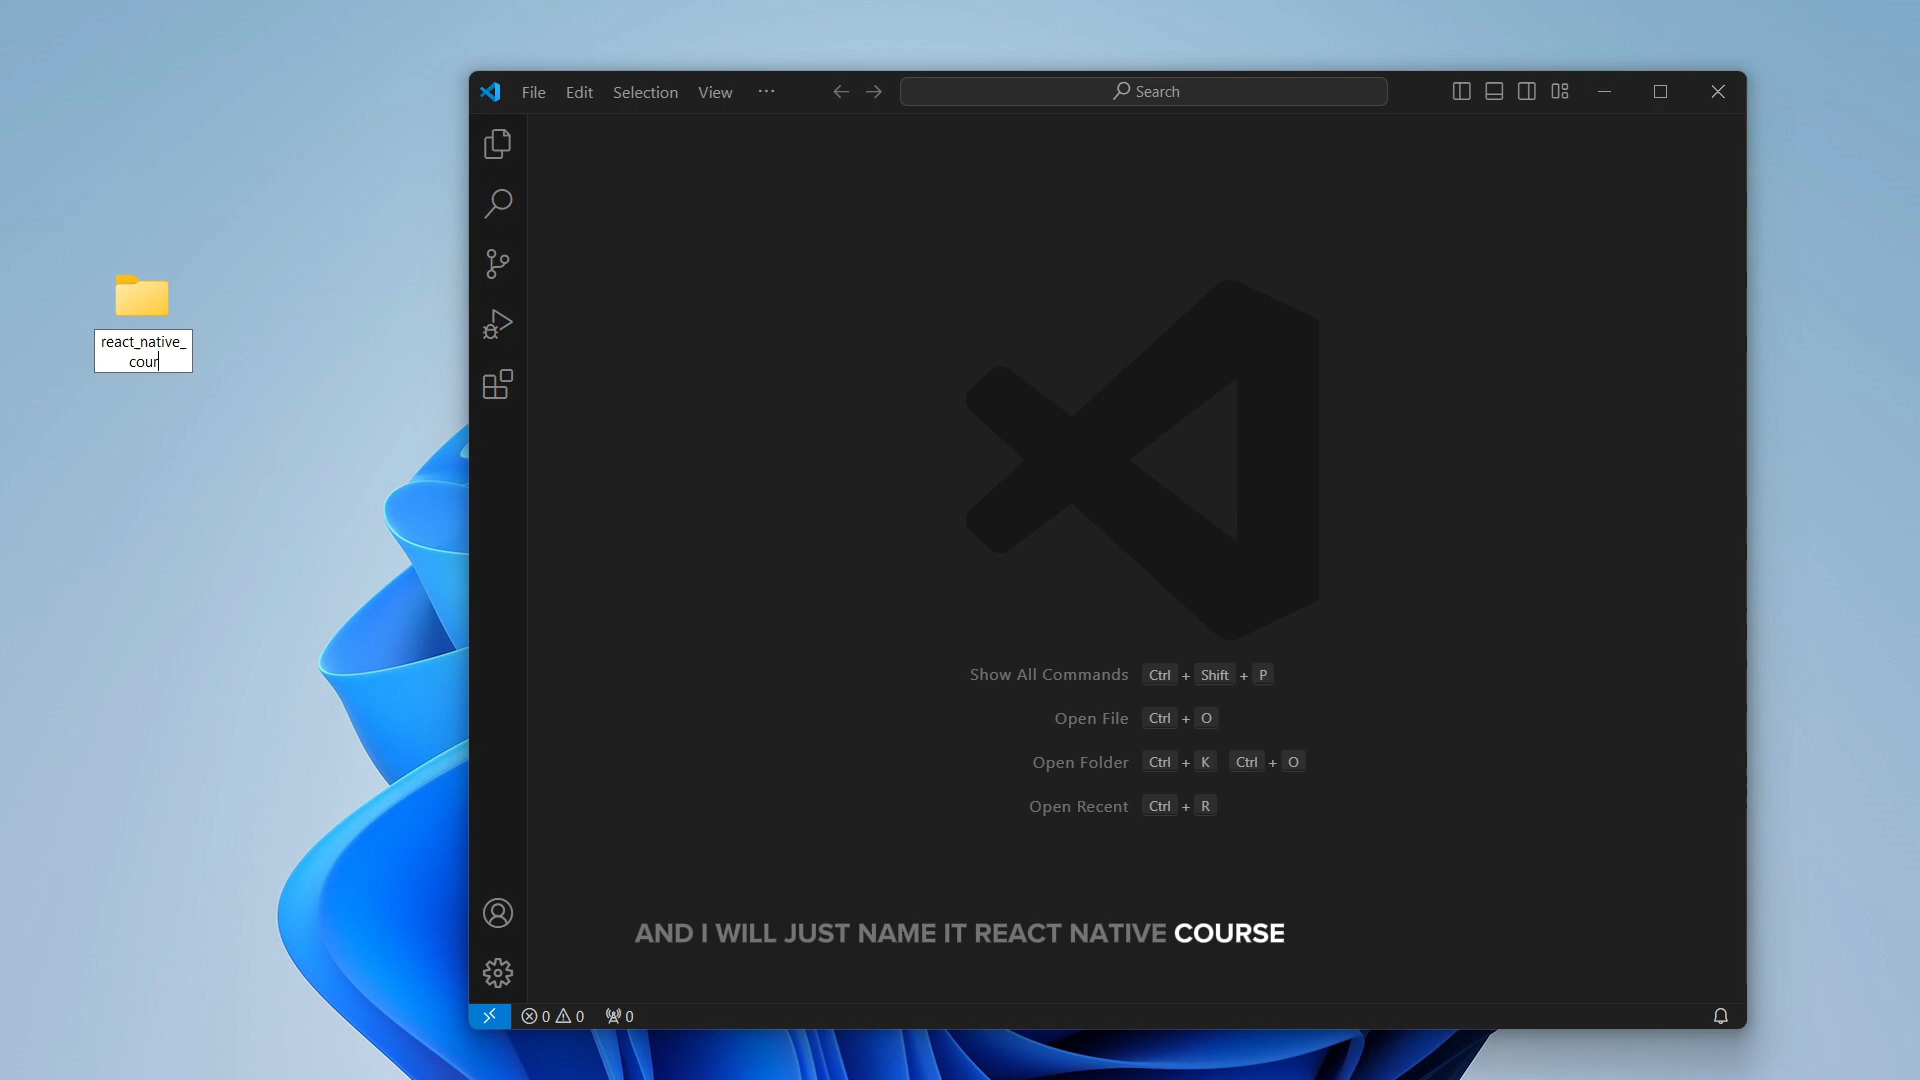 File Edit Selection View ···
Search
react_native_
cour
Show All Commands Ctrl + Shift + P
Open File Ctrl + O
Open Folder Ctrl + K Ctrl + O
Open Recent Ctrl + R
AND I WILL JUST NAME IT REACT NATIVE COURSE
0 0 0